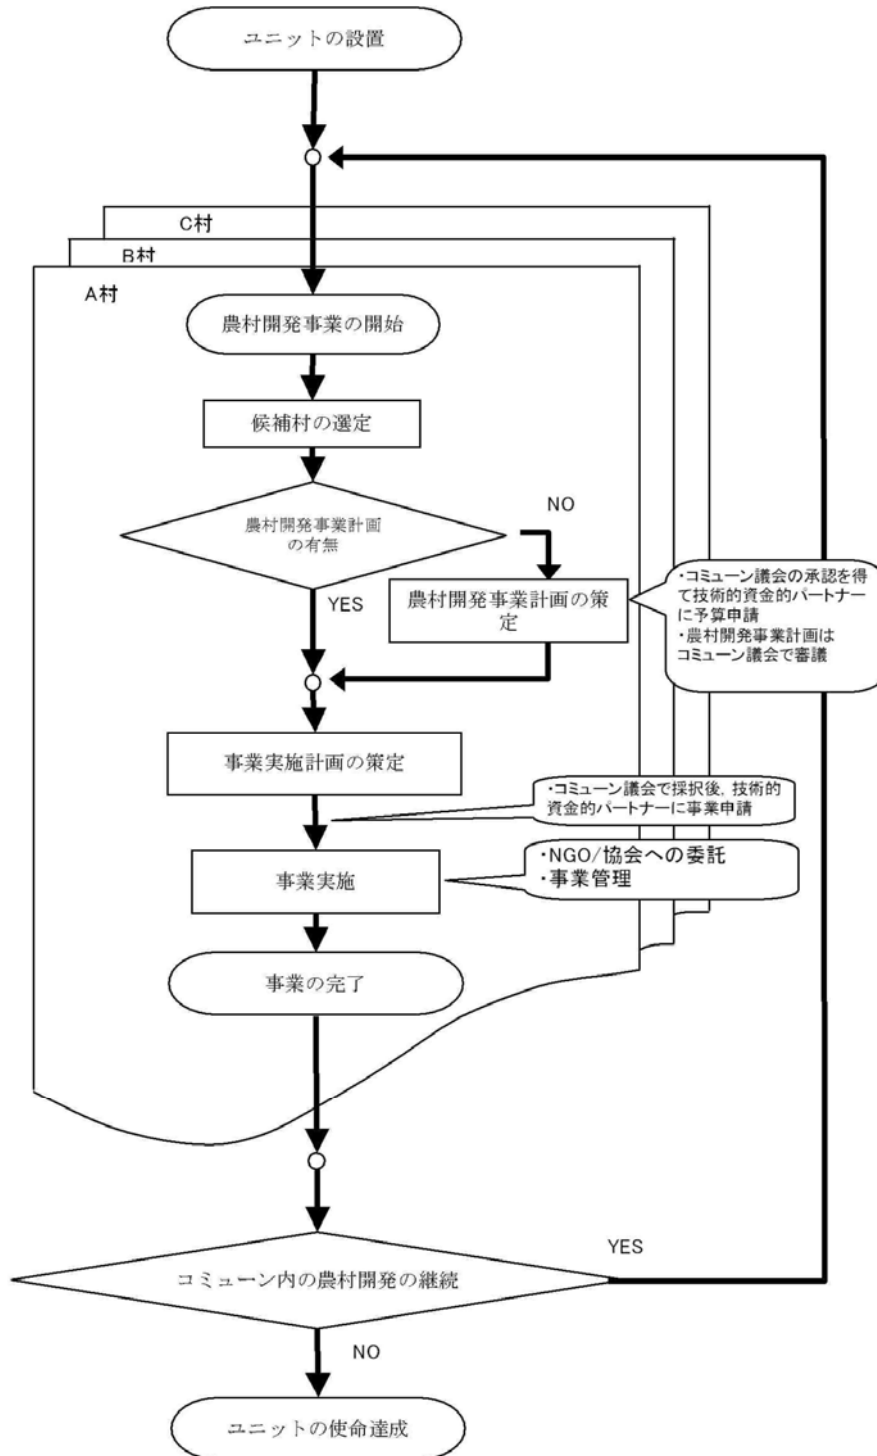 ユニットの設置
C村
B村
A村
農村開発事業の開始
候補村の選定
農村開発事業計画
の有無
NO
YES
農村開発事業計画の策
定
・コミューン議会の承認を得
て技術的資金的パートナー
に予算申請
・農村開発事業計画は
コミューン議会で審議
事業実施計画の策定
・コミューン議会で採択後，技術的
資金的パートナーに事業申請
事業実施
・NGO/協会への委託
・事業管理
事業の完了
コミューン内の農村開発の継続
YES
NO
ユニットの使命達成